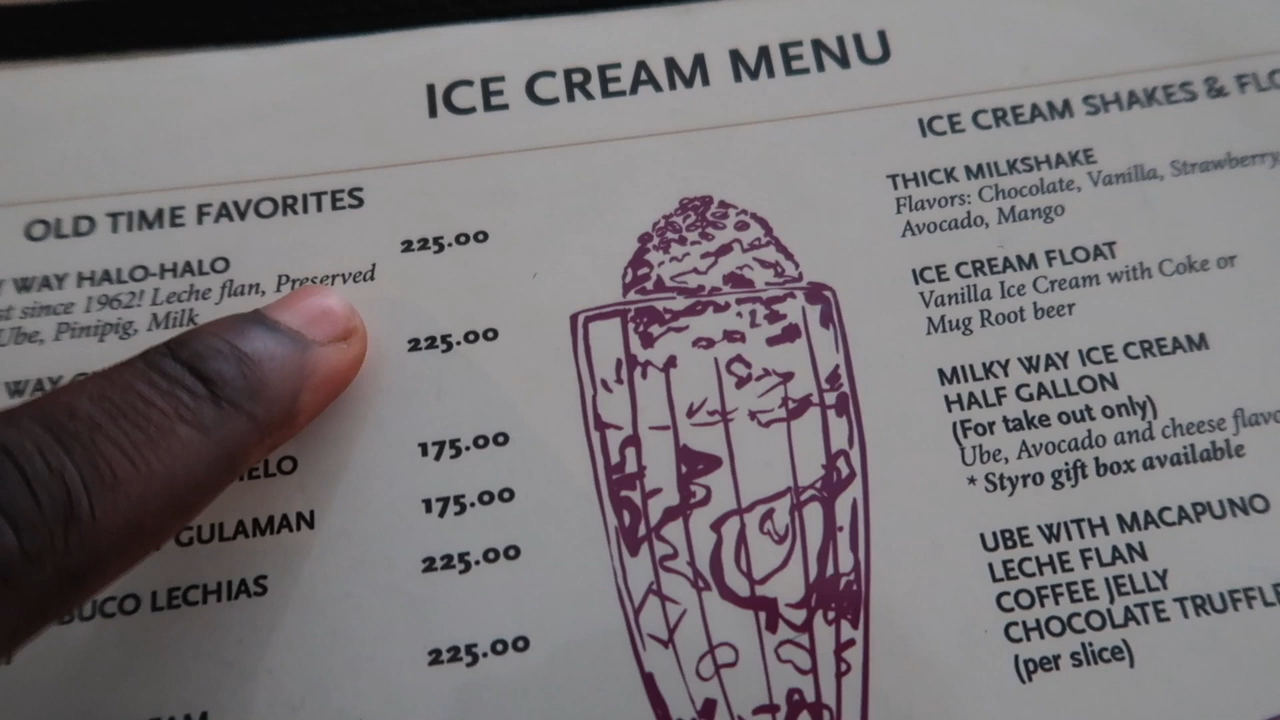 ICE CREAM MENU
OLD TIME FAVORITES
WAY HALO-HALO 225.00
since 1962! Leche flan, Preserved
Ube, Pinipig, Milk
WAY 225.00
175.00
175.00
GULAMAN 225.00
BUCO LECHIAS
225.00
ICE CREAM SHAKES &
THICK MILKSHAKE
Flavors: Chocolate, Vanilla, Strawberry,
Avocado, Mango
ICE CREAM FLOAT
Vanilla Ice Cream with Coke or
Mug Root beer
MILKY WAY ICE CREAM
HALF GALLON
(For take out only)
Ube, Avocado and cheese
* Styro gift box available
UBE WITH MACAPUNO
LECHE FLAN
COFFEE JELLY
CHOCOLATE TRUFFLE
(per slice)